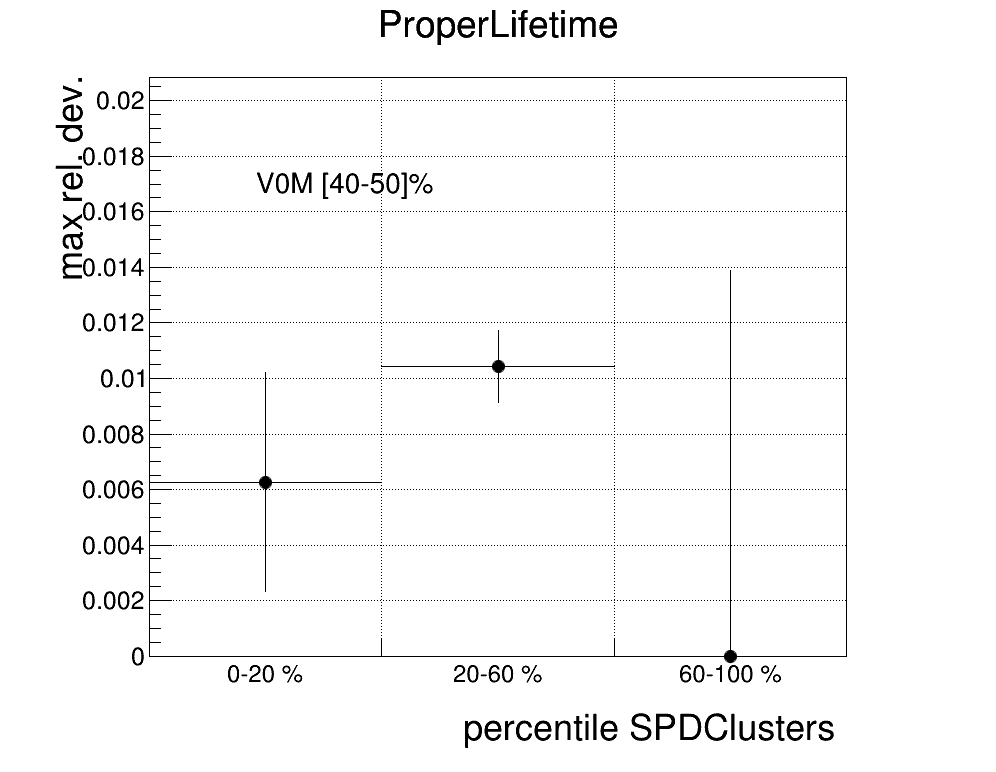 ProperLifetime
max rel. dev.
0.02
0.018
V0M [40-50]%
0.016
0.014
0.012
0.01
0.008
0.006
0.004
0.002
0
0-20 % 20-60 % 60-100 %
percentile SPDClusters